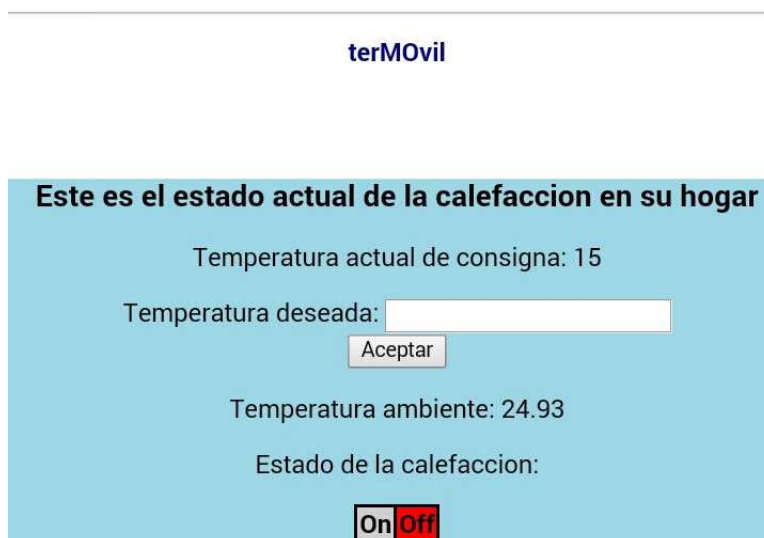 terMOvil
Este es el estado actual de la calefaccion en su hogar
Temperatura actual de consigna: 15
Temperatura deseada:
Aceptar
Temperatura ambiente: 24.93
Estado de la calefaccion:
On Off